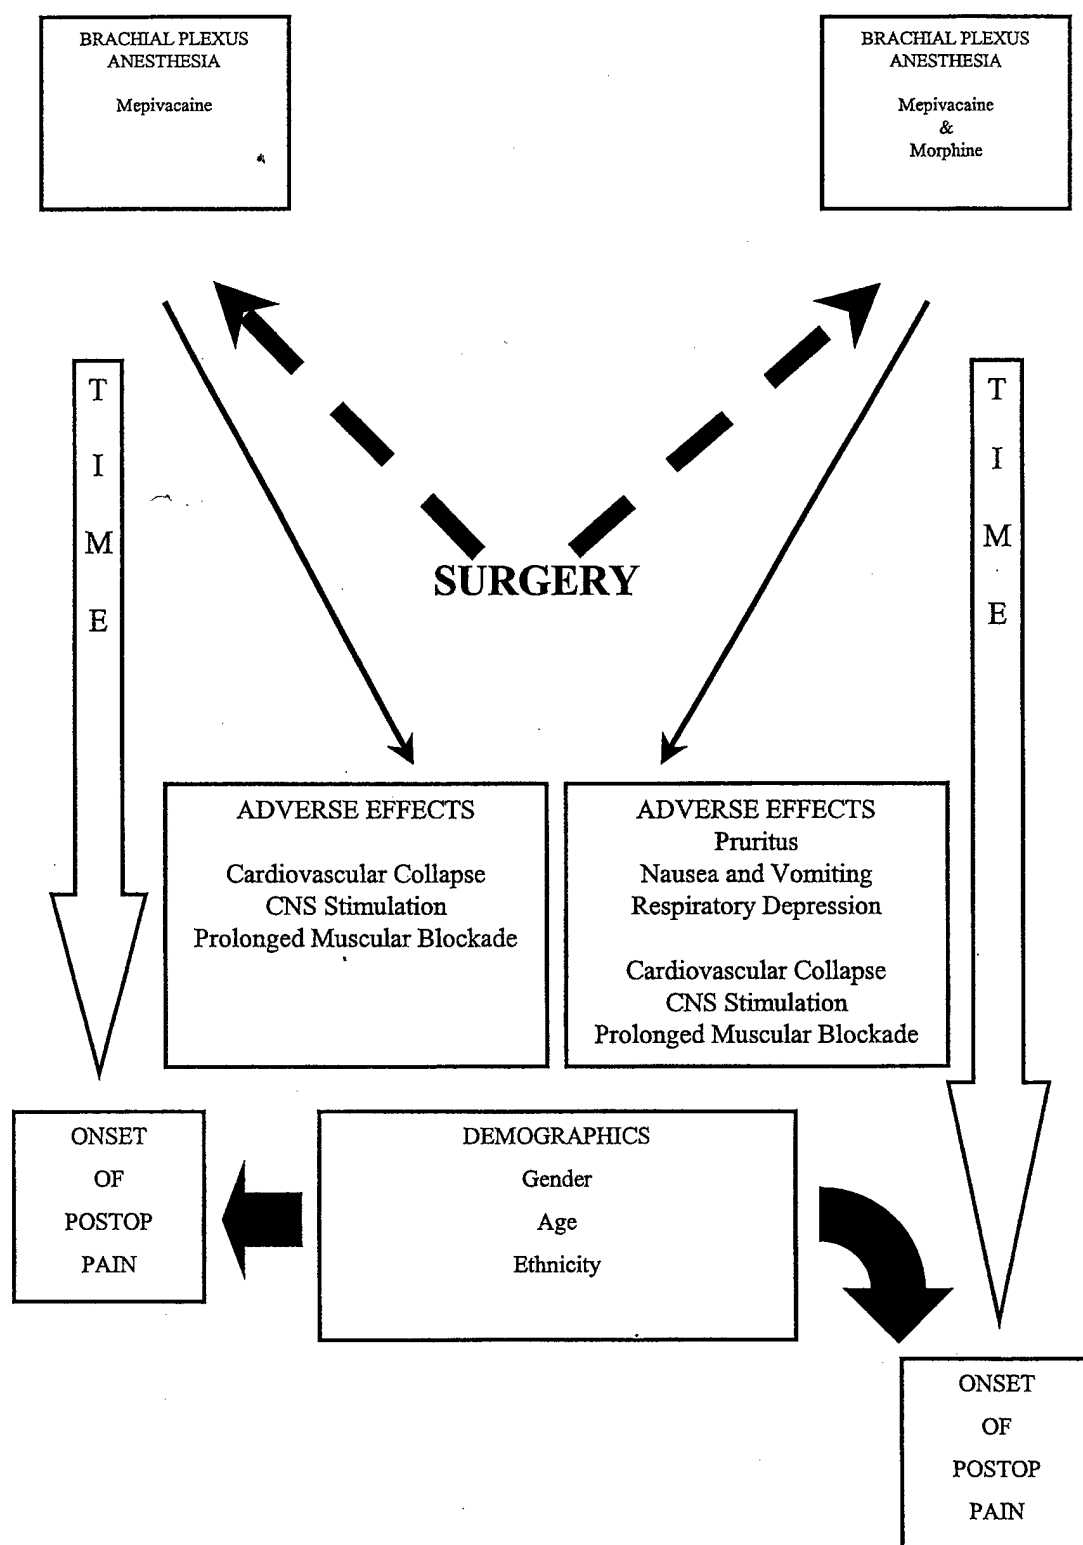 BRACHIAL PLEXUS
ANESTHESIA
Mepivacaine
BRACHIAL PLEXUS
ANESTHESIA
Mepivacaine
&
Morphine
T
I
M
E
T
I
M
E
SURGERY
ADVERSE EFFECTS
Cardiovascular Collapse
CNS Stimulation
Prolonged Muscular Blockade
ADVERSE EFFECTS
Pruritus
Nausea and Vomiting
Respiratory Depression
Cardiovascular Collapse
CNS Stimulation
Prolonged Muscular Blockade
ONSET
OF
POSTOP
PAIN
DEMOGRAPHICS
Gender
Age
Ethnicity
ONSET
OF
POSTOP
PAIN